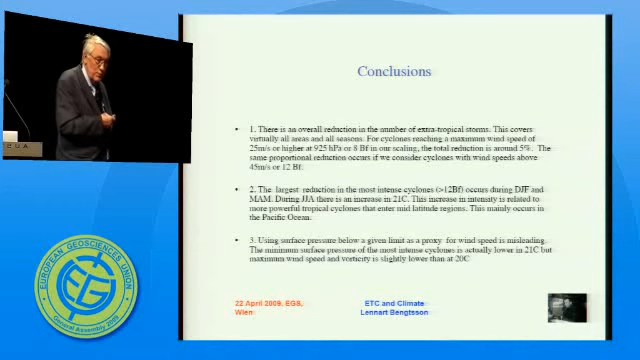 Conclusions
• 1. There is an overall reduction in the number of extra-tropical storms. This covers
virtually all areas and all seasons. For cyclones reaching a maximum wind speed of
25m/s or higher at 925 hPa or 8 Bf in our scaling, the total reduction is around 5%. The
same proportional reduction occurs if we consider cyclones with wind speeds above
45m/s or 12 Bf.
• 2. The largest reduction in the most intense cyclones (>12Bf) occurs during DJF and
MAM. During JJA there is an increase in 21C. This increase in intensity is related to
more powerful tropical cyclones that enter mid latitude regions. This mainly occurs in
the Pacific Ocean.
• 3. Using surface pressure below a given limit as a proxy for wind speed is misleading.
The minimum surface pressure of the most intense cyclones is actually lower in 21C but
maximum wind speed and vorticity is slightly lower than at 20C
22 April 2009, EGS,
Wien
ETC and Climate
Lennart Bengtsson
EUROPEAN GEOSCIENCES UNION
EGU
General Assembly 2009